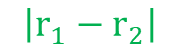 |r₁ − r₂|